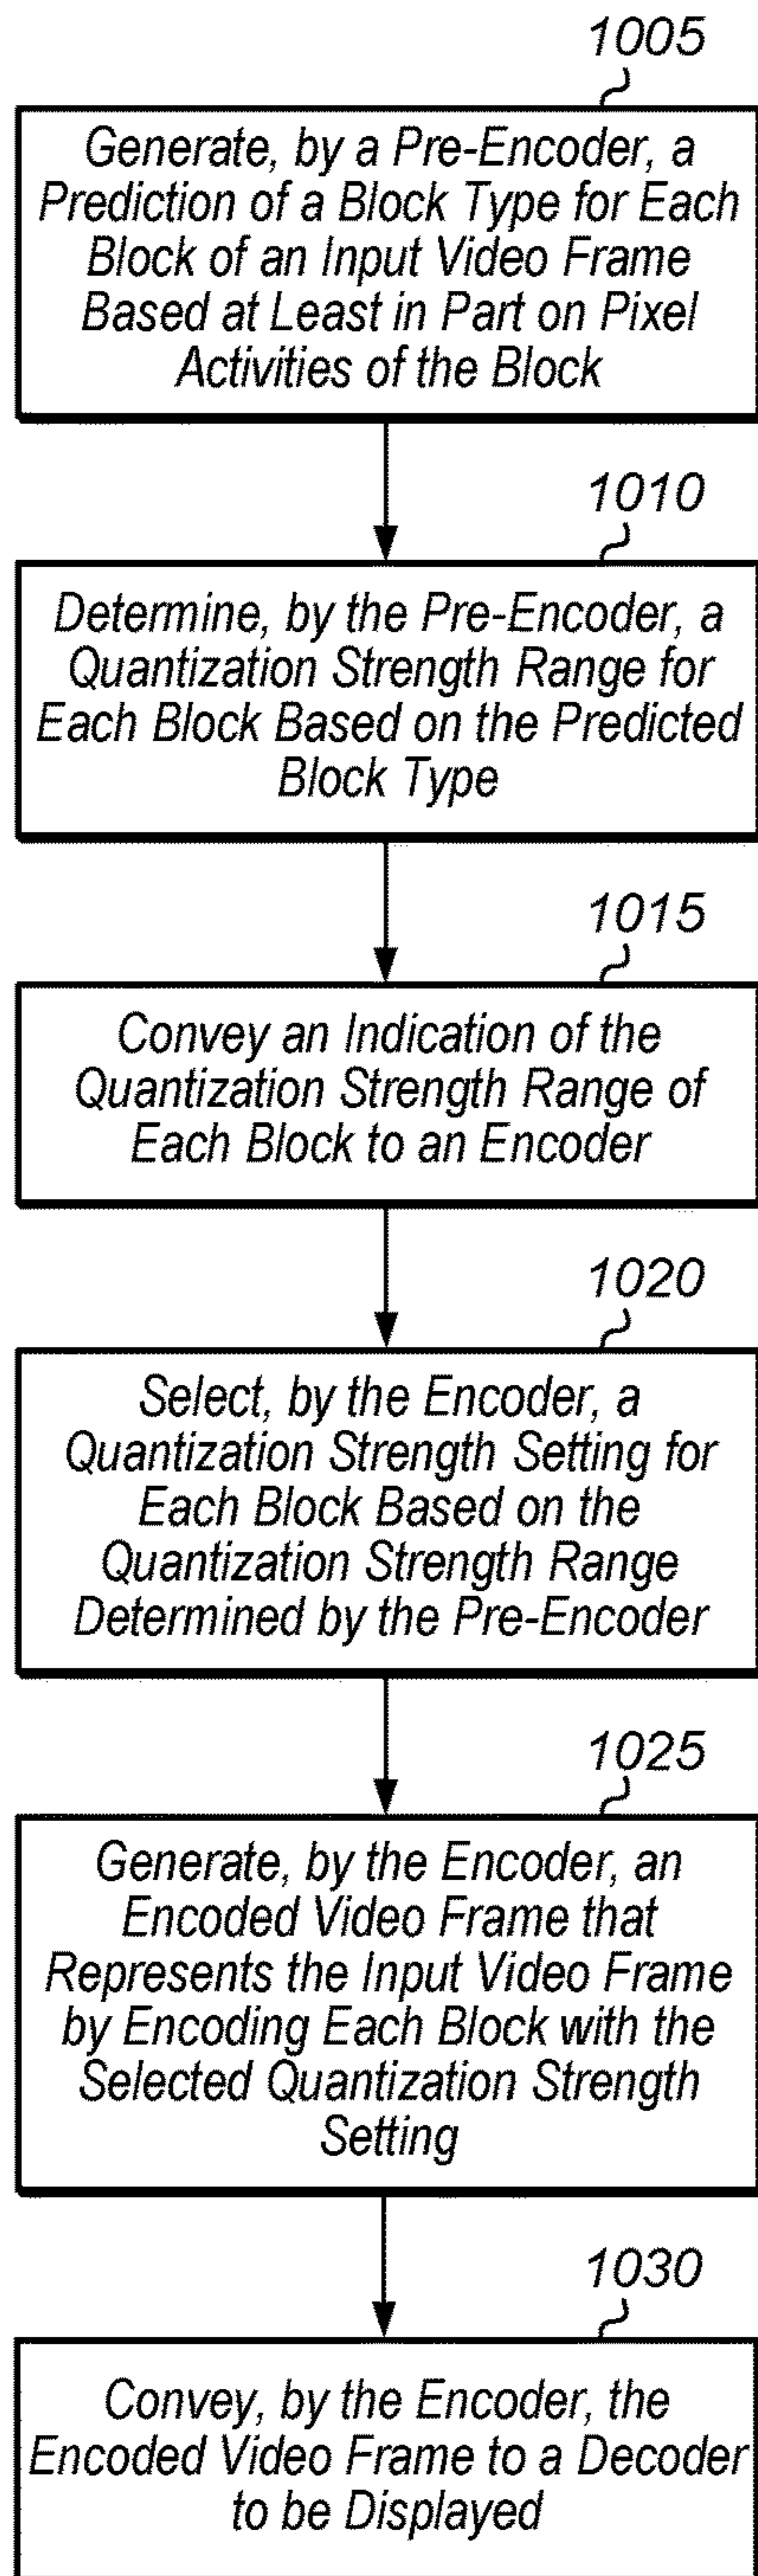 1005
Generate, by a Pre-Encoder, a
Prediction of a Block Type for Each
Block of an Input Video Frame
Based at Least in Part on Pixel
Activities of the Block
1010
Determine, by the Pre-Encoder, a
Quantization Strength Range for
Each Block Based on the Predicted
Block Type
1015
Convey an Indication of the
Quantization Strength Range of
Each Block to an Encoder
1020
Select, by the Encoder, a
Quantization Strength Setting for
Each Block Based on the
Quantization Strength Range
Determined by the Pre-Encoder
1025
Generate, by the Encoder, an
Encoded Video Frame that
Represents the Input Video Frame
by Encoding Each Block with the
Selected Quantization Strength
Setting
1030
Convey, by the Encoder, the
Encoded Video Frame to a Decoder
to be Displayed